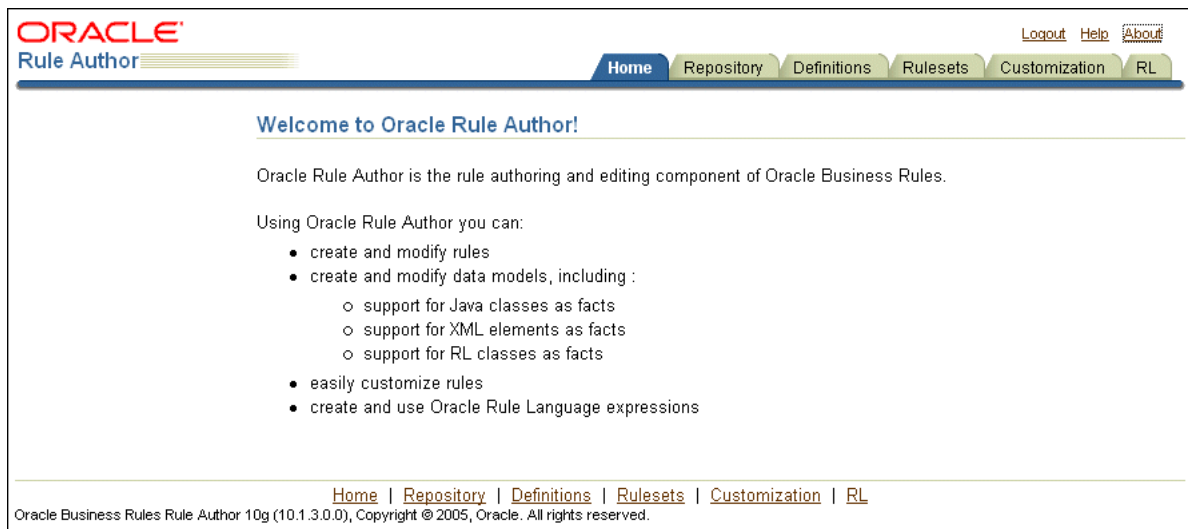 ORACLE
Logout Help About
Rule Author
Home Repository Definitions Rulesets Customization RL
Welcome to Oracle Rule Author!
Oracle Rule Author is the rule authoring and editing component of Oracle Business Rules.
Using Oracle Rule Author you can:
• create and modify rules
• create and modify data models, including :
o support for Java classes as facts
o support for XML elements as facts
o support for RL classes as facts
• easily customize rules
• create and use Oracle Rule Language expressions
Home | Repository | Definitions | Rulesets | Customization | RL
Oracle Business Rules Rule Author 10g (10.1.3.0.0), Copyright © 2005, Oracle. All rights reserved.